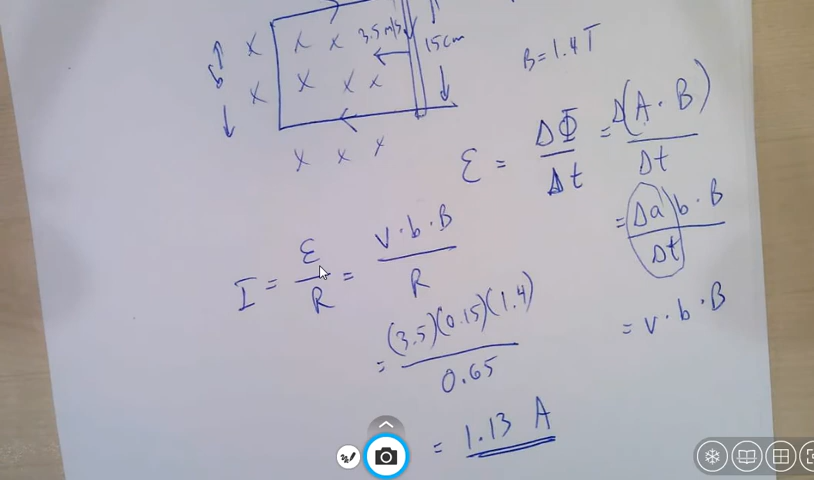 x x x 3.5 m/s 15cm
b x x x x
B = 1.4 T
x x x
ε = ΔΦ/Δt = Δ(A · B)/Δt
= (Δa) b · B/Δt
= v · b · B
I = ε/R = v · b · B/R
= (3.5)(0.15)(1.4)/0.65
= 1.13 A